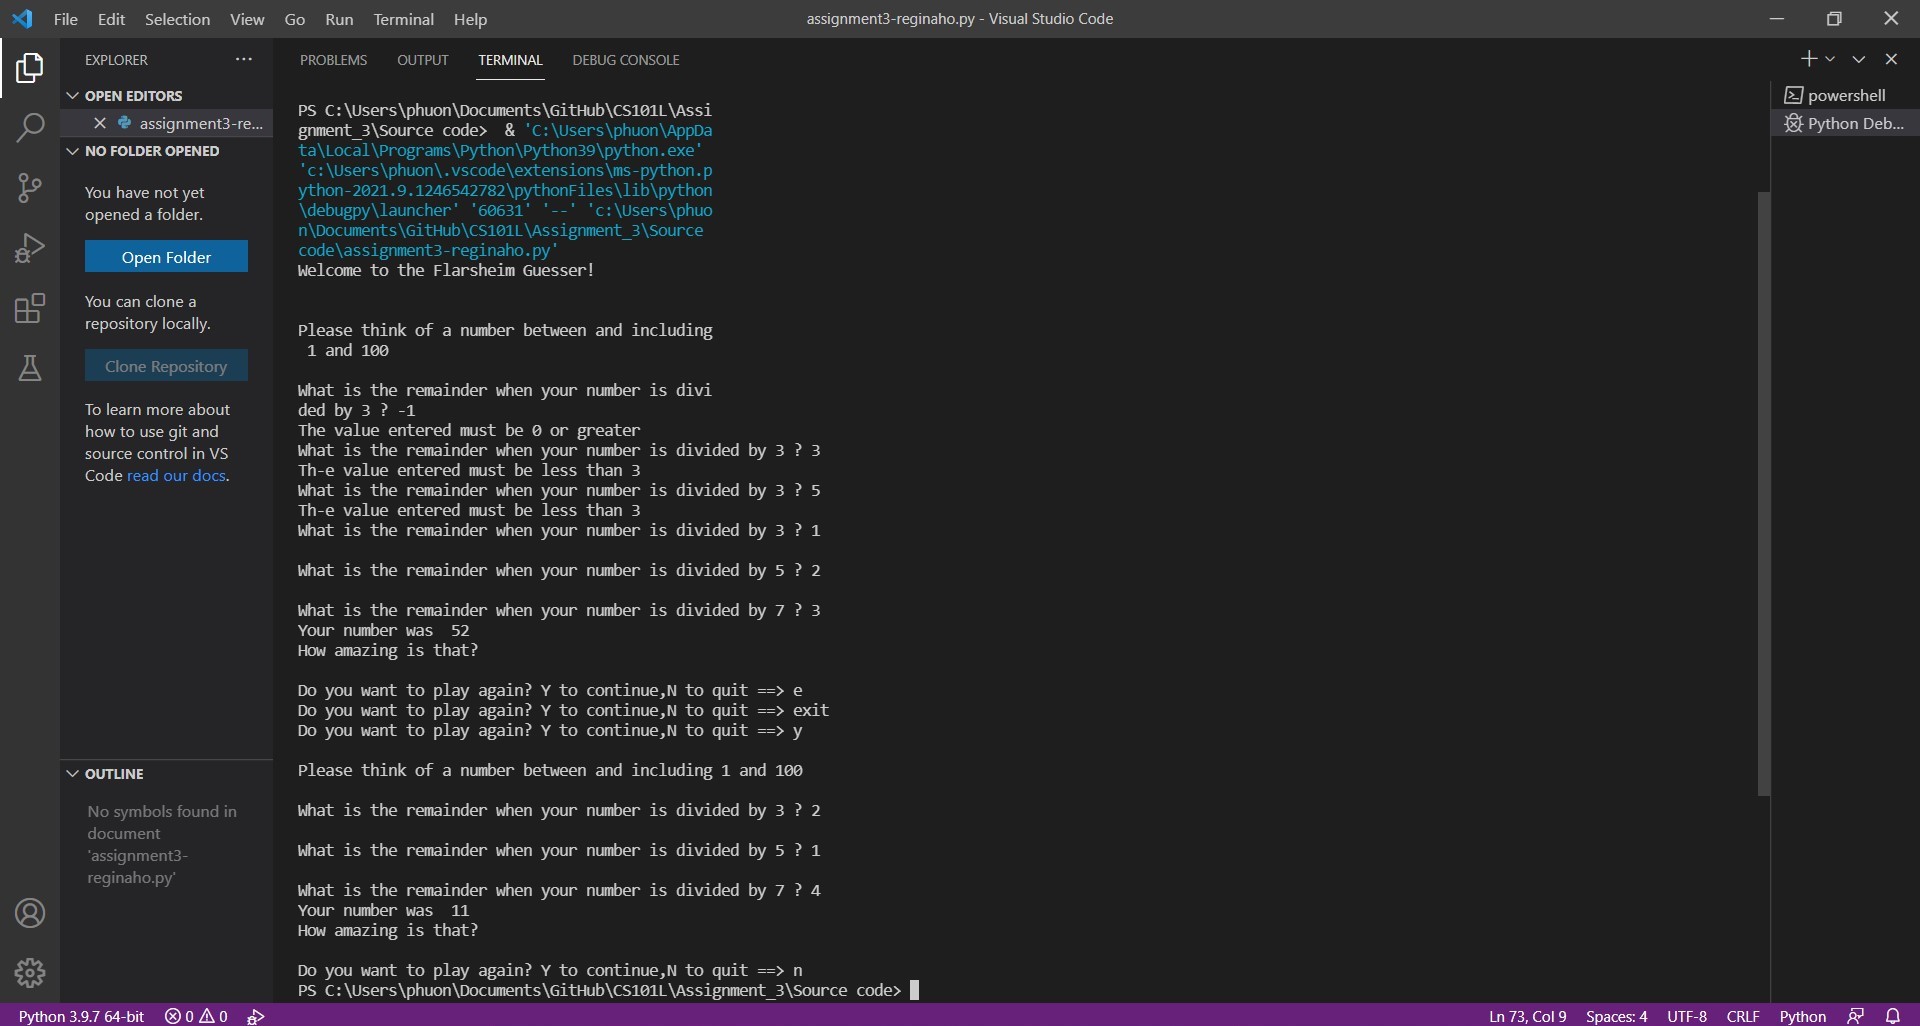 File Edit Selection View Go Run Terminal Help
assignment3-reginaho.py - Visual Studio Code
EXPLORER
OPEN EDITORS
assignment3-re...
NO FOLDER OPENED
You have not yet
opened a folder.
Open Folder
You can clone a
repository locally.
Clone Repository
To learn more about
how to use git and
source control in VS
Code read our docs.
OUTLINE
No symbols found in
document
'assignment3-
reginaho.py'
PROBLEMS OUTPUT TERMINAL DEBUG CONSOLE
PS C:\Users\phuon\Documents\GitHub\CS101L\Assi
gnment_3\Source code>  & 'C:\Users\phuon\AppDa
ta\Local\Programs\Python\Python39\python.exe'
'c:\Users\phuon\.vscode\extensions\ms-python.p
ython-2021.9.1246542782\pythonFiles\lib\python
\debugpy\launcher' '60631' '--' 'c:\Users\phuo
n\Documents\GitHub\CS101L\Assignment_3\Source
code\assignment3-reginaho.py'
Welcome to the Flarsheim Guesser!
Please think of a number between and including
 1 and 100
What is the remainder when your number is divi
ded by 3 ? -1
The value entered must be 0 or greater
What is the remainder when your number is divided by 3 ? 3
Th-e value entered must be less than 3
What is the remainder when your number is divided by 3 ? 5
Th-e value entered must be less than 3
What is the remainder when your number is divided by 3 ? 1
What is the remainder when your number is divided by 5 ? 2
What is the remainder when your number is divided by 7 ? 3
Your number was  52
How amazing is that?
Do you want to play again? Y to continue,N to quit ==> e
Do you want to play again? Y to continue,N to quit ==> exit
Do you want to play again? Y to continue,N to quit ==> y
Please think of a number between and including 1 and 100
What is the remainder when your number is divided by 3 ? 2
What is the remainder when your number is divided by 5 ? 1
What is the remainder when your number is divided by 7 ? 4
Your number was  11
How amazing is that?
Do you want to play again? Y to continue,N to quit ==> n
PS C:\Users\phuon\Documents\GitHub\CS101L\Assignment_3\Source code>
powershell
Python Deb...
Python 3.9.7 64-bit 0 0
Ln 73, Col 9 Spaces: 4 UTF-8 CRLF Python